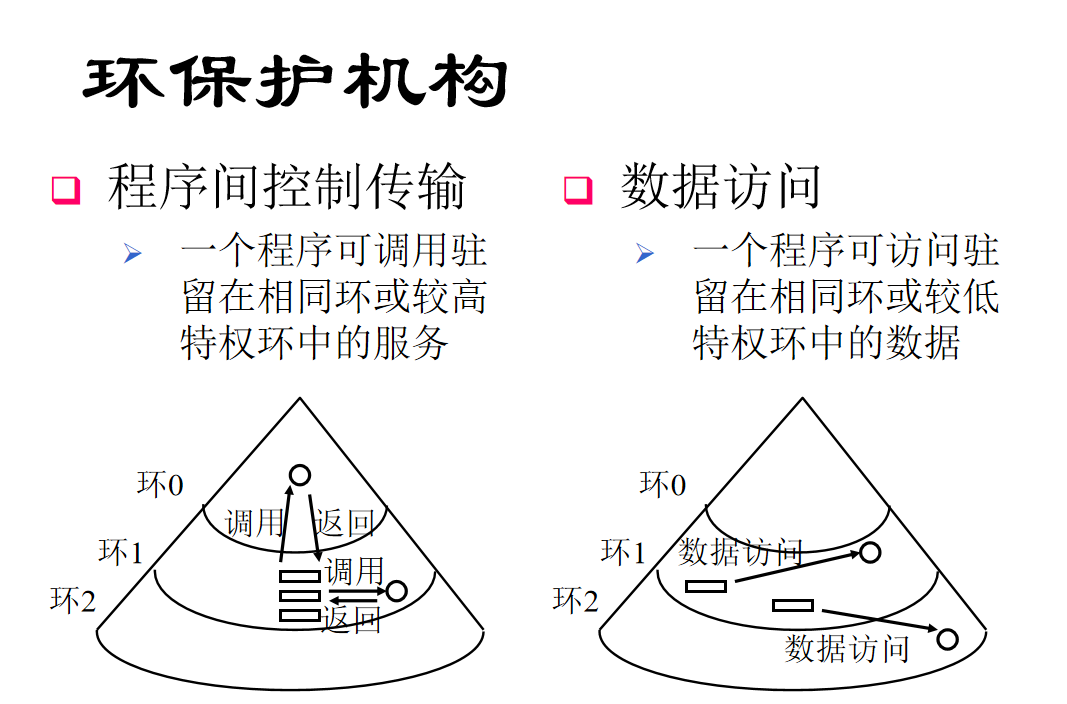 环保护机构
程序间控制传输
一个程序可调用驻
留在相同环或较高
特权环中的服务
数据访问
一个程序可访问驻
留在相同环或较低
特权环中的数据
环0
调用
返回
环1
调用
环2
返回
环0
环1
数据访问
环2
数据访问